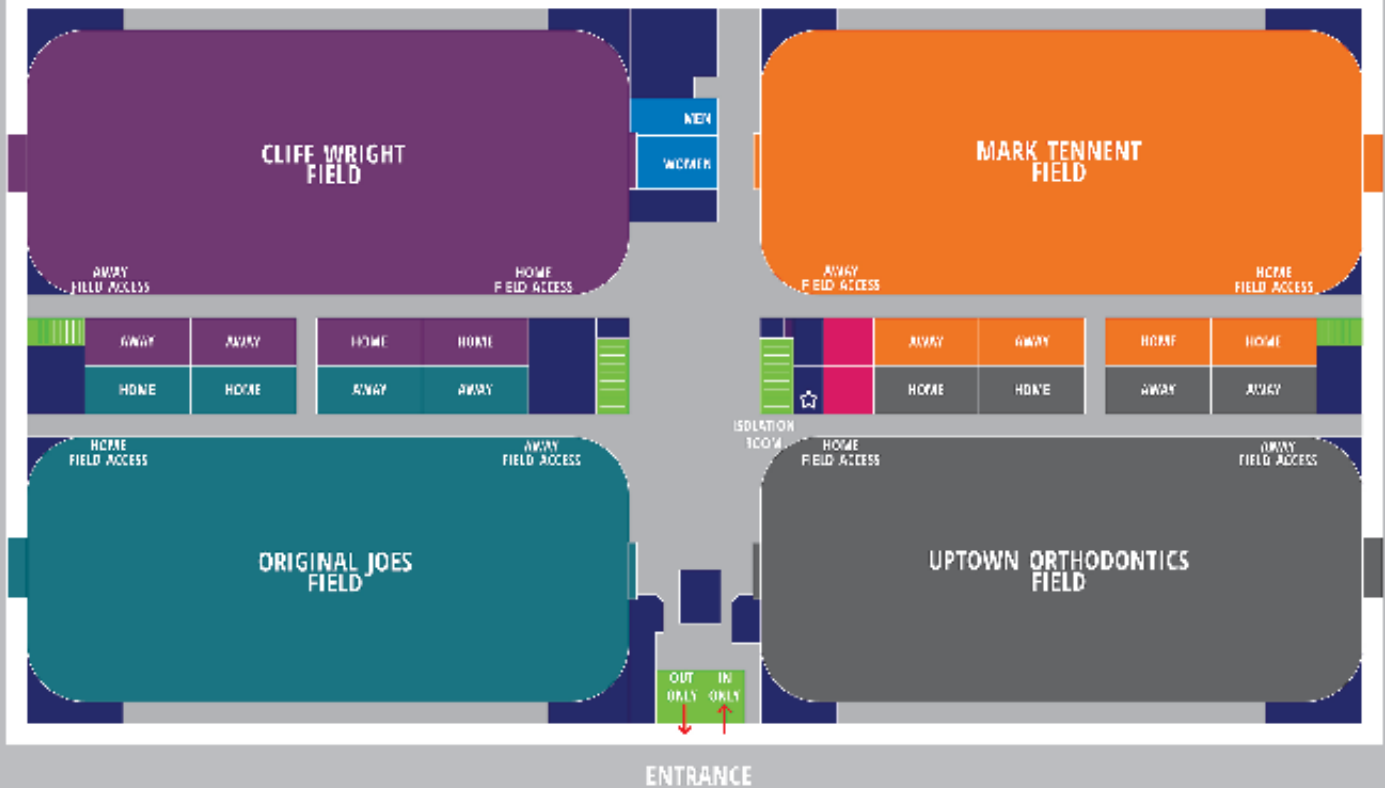 MEN
WOMEN
CLIFF WRIGHT
FIELD
MARK TENNENT
FIELD
AWAY
FIELD ACCESS
HOME
FIELD ACCESS
AWAY
FIELD ACCESS
HOME
FIELD ACCESS
AWAY AWAY HOME HOME
AWAY AWAY HOME HOME
HOME HOME AWAY AWAY
HOME HOME AWAY AWAY
ISOLATION
ROOM
HOME
FIELD ACCESS
AWAY
FIELD ACCESS
HOME
FIELD ACCESS
AWAY
FIELD ACCESS
ORIGINAL JOES
FIELD
UPTOWN ORTHODONTICS
FIELD
OUT
ONLY
IN
ONLY
ENTRANCE